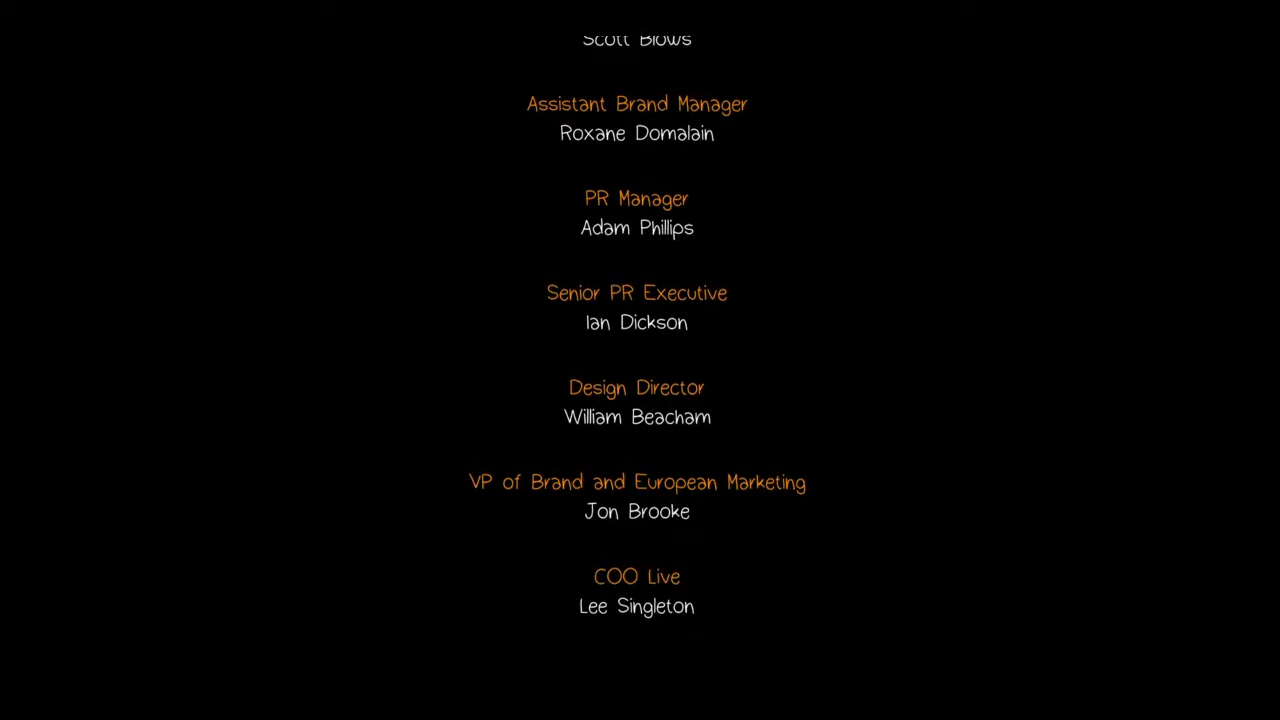 Scott Blows
Assistant Brand Manager
Roxane Domalain
PR Manager
Adam Phillips
Senior PR Executive
Ian Dickson
Design Director
William Beacham
VP of Brand and European Marketing
Jon Brooke
COO Live
Lee Singleton